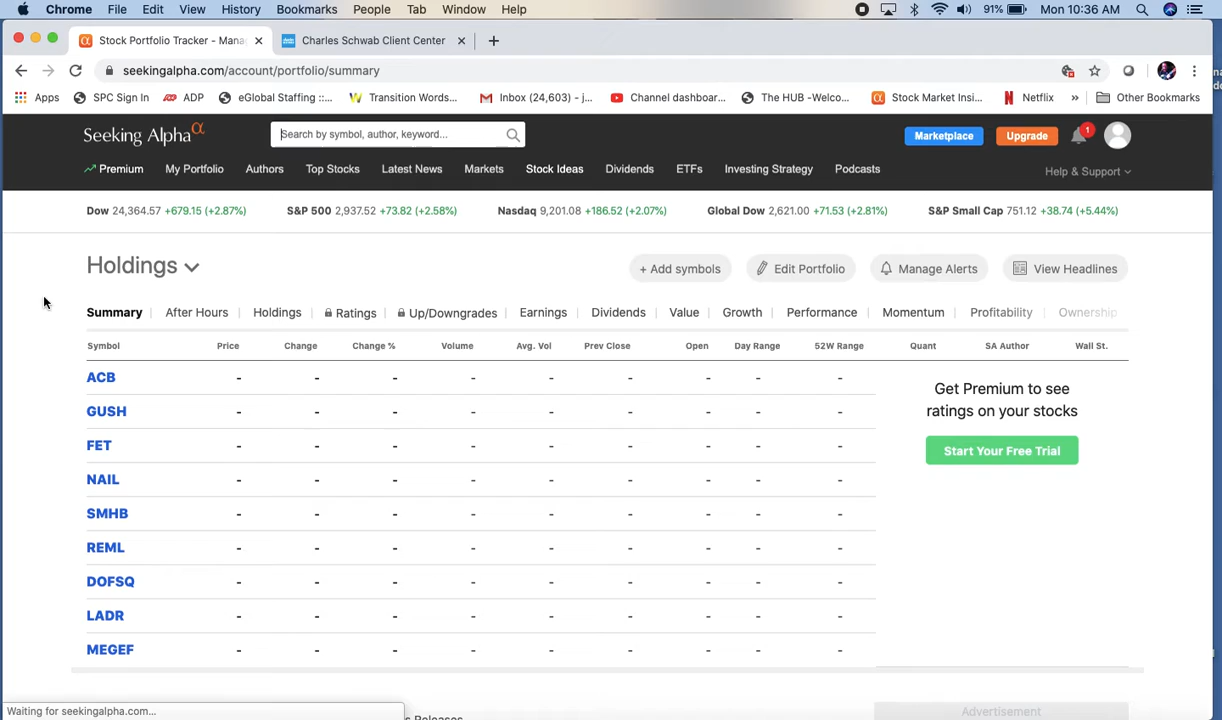 Chrome File Edit View History Bookmarks People Tab Window Help 91% Mon 10:36 AM
Stock Portfolio Tracker - Mana Charles Schwab Client Center
seekingalpha.com/account/portfolio/summary
Apps SPC Sign In ADP eGlobal Staffing ::... Transition Words... Inbox (24,603) - j... Channel dashboar... The HUB -Welco... Stock Market Insi... Netflix » Other Bookmarks
Seeking Alpha α Search by symbol, author, keyword... Marketplace Upgrade 1
Premium My Portfolio Authors Top Stocks Latest News Markets Stock Ideas Dividends ETFs Investing Strategy Podcasts Help & Support
Dow 24,364.57 +679.15 (+2.87%) S&P 500 2,937.52 +73.82 (+2.58%) Nasdaq 9,201.08 +186.52 (+2.07%) Global Dow 2,621.00 +71.53 (+2.81%) S&P Small Cap 751.12 +38.74 (+5.44%)
Holdings + Add symbols Edit Portfolio Manage Alerts View Headlines
Summary After Hours Holdings Ratings Up/Downgrades Earnings Dividends Value Growth Performance Momentum Profitability Ownership
Symbol Price Change Change % Volume Avg. Vol Prev Close Open Day Range 52W Range Quant SA Author Wall St.
ACB - - - - - - - - -
Get Premium to see
ratings on your stocks
GUSH - - - - - - - - -
FET - - - - - - - - -
Start Your Free Trial
NAIL - - - - - - - - -
SMHB - - - - - - - - -
REML - - - - - - - - -
DOFSQ - - - - - - - - -
LADR - - - - - - - - -
MEGEF - - - - - - - - -
Waiting for seekingalpha.com...
Releases
Advertisement